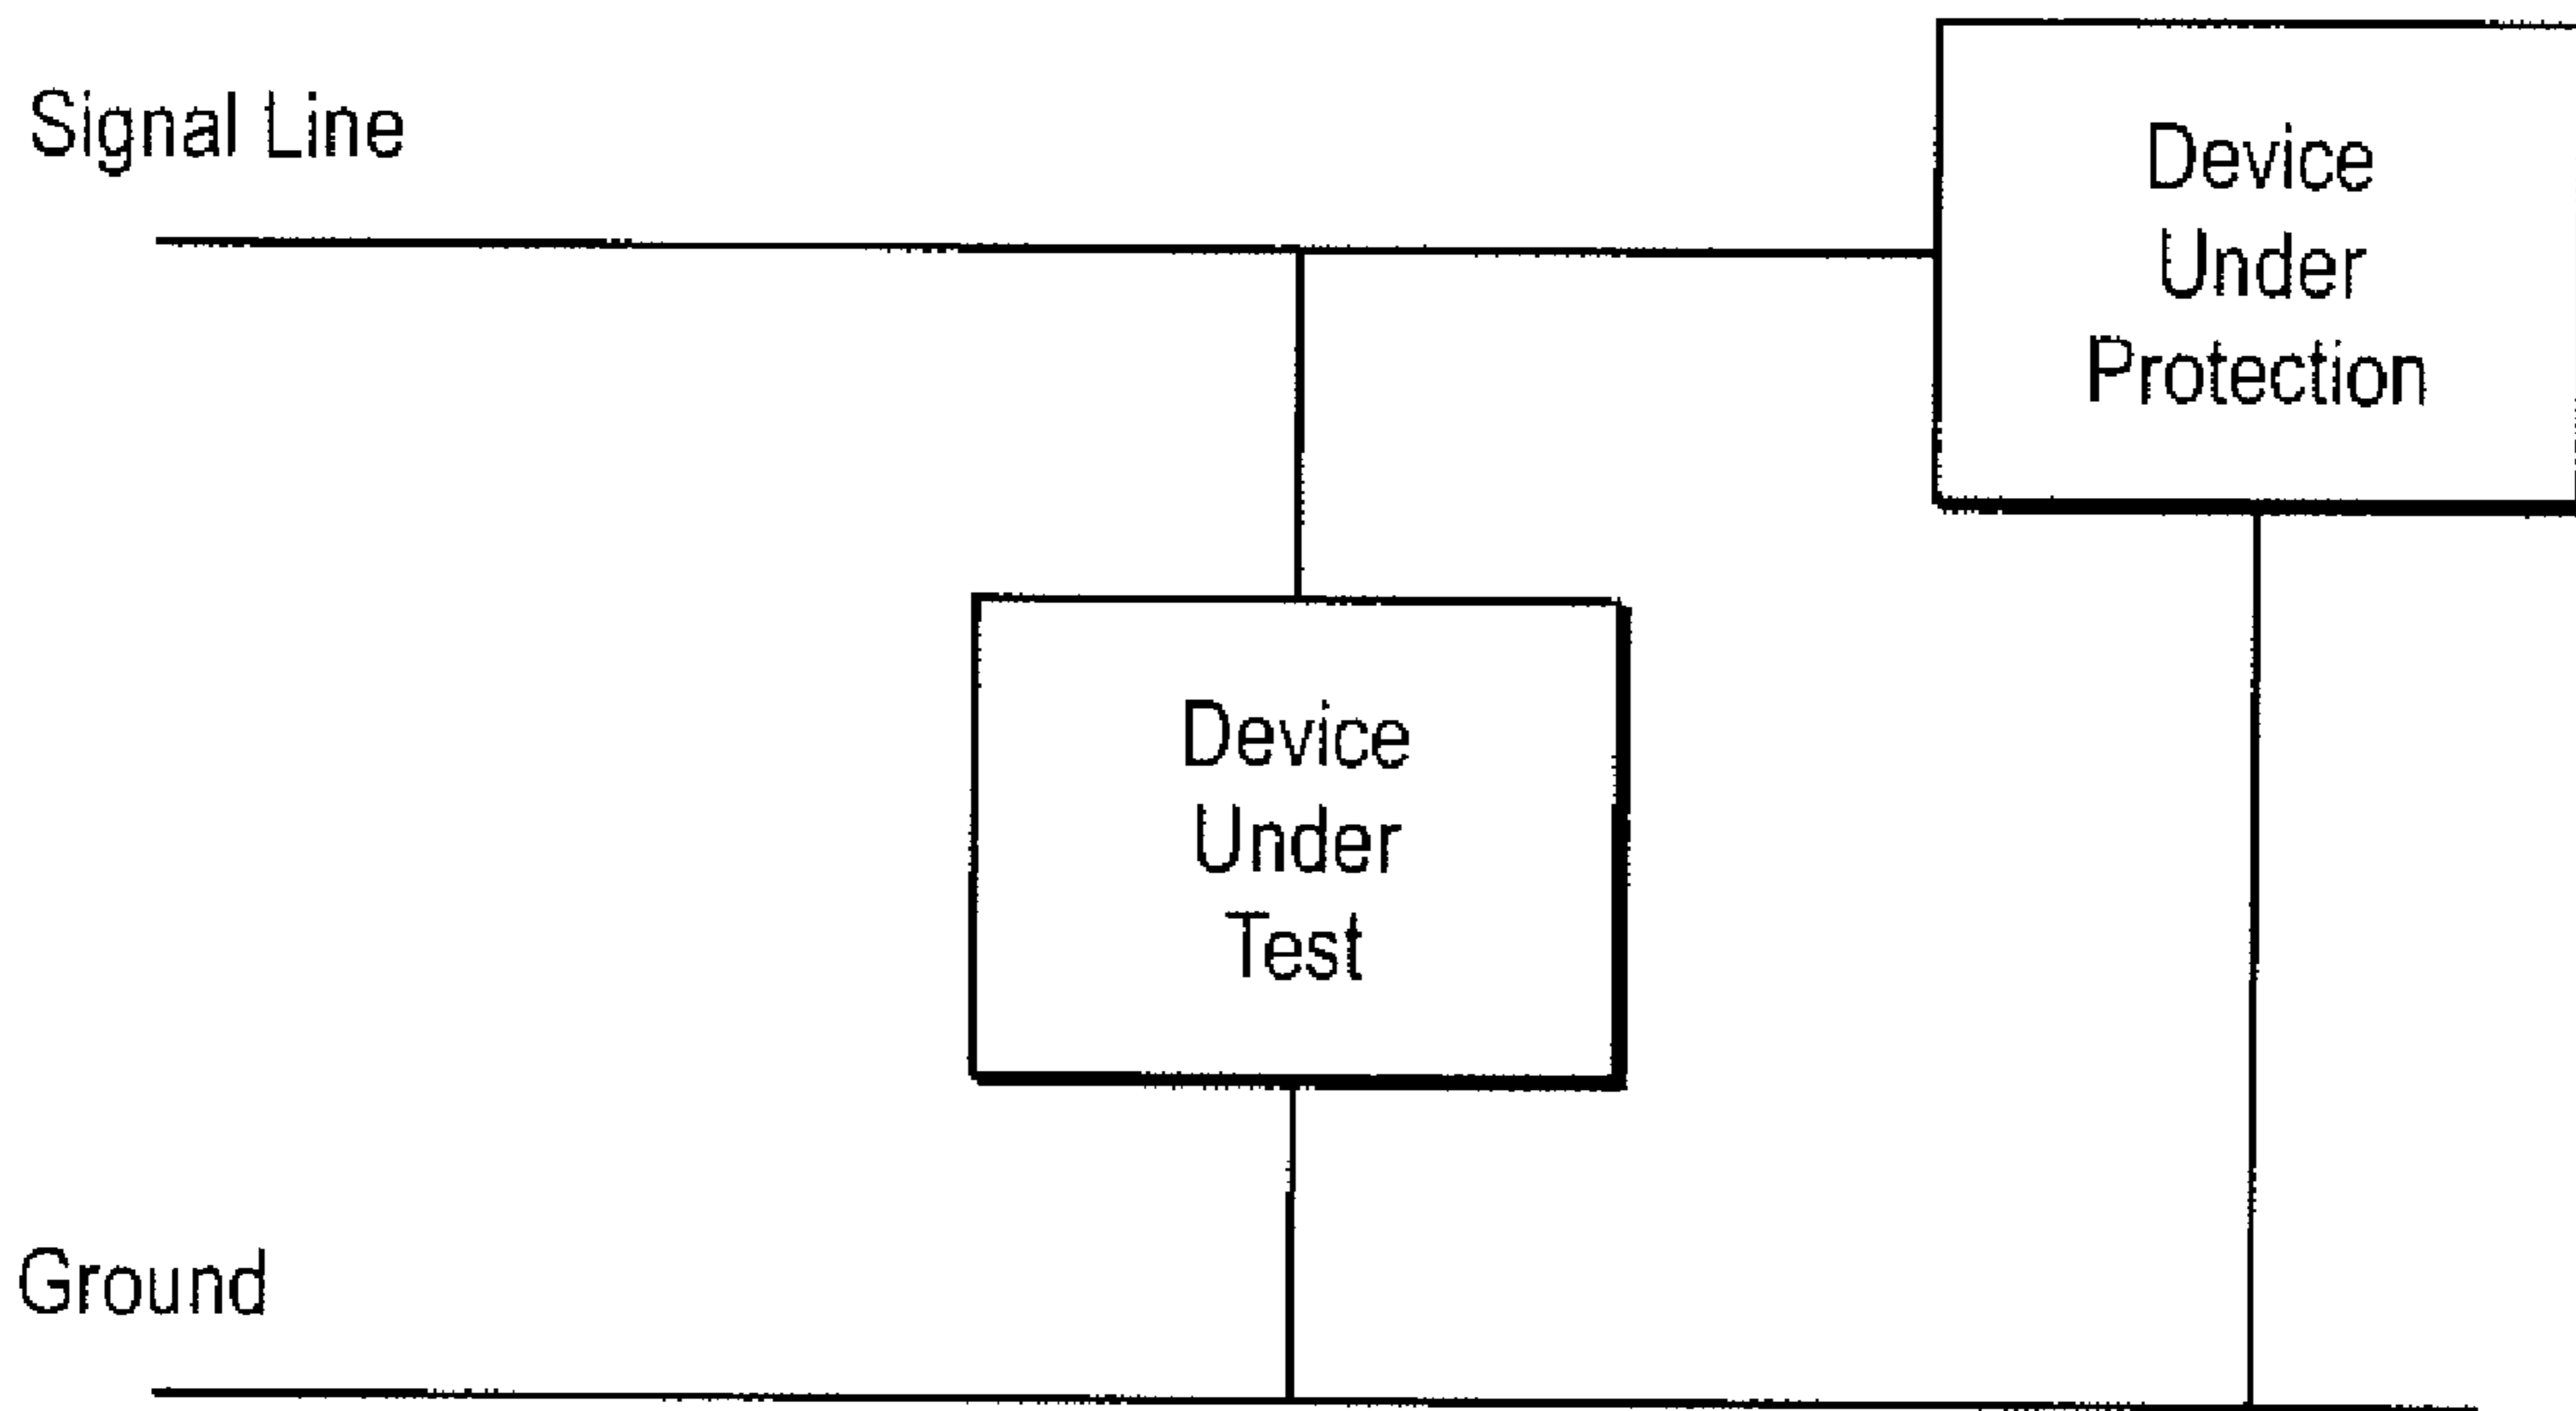 Signal Line
Device
Under
Protection
Device
Under
Test
Ground